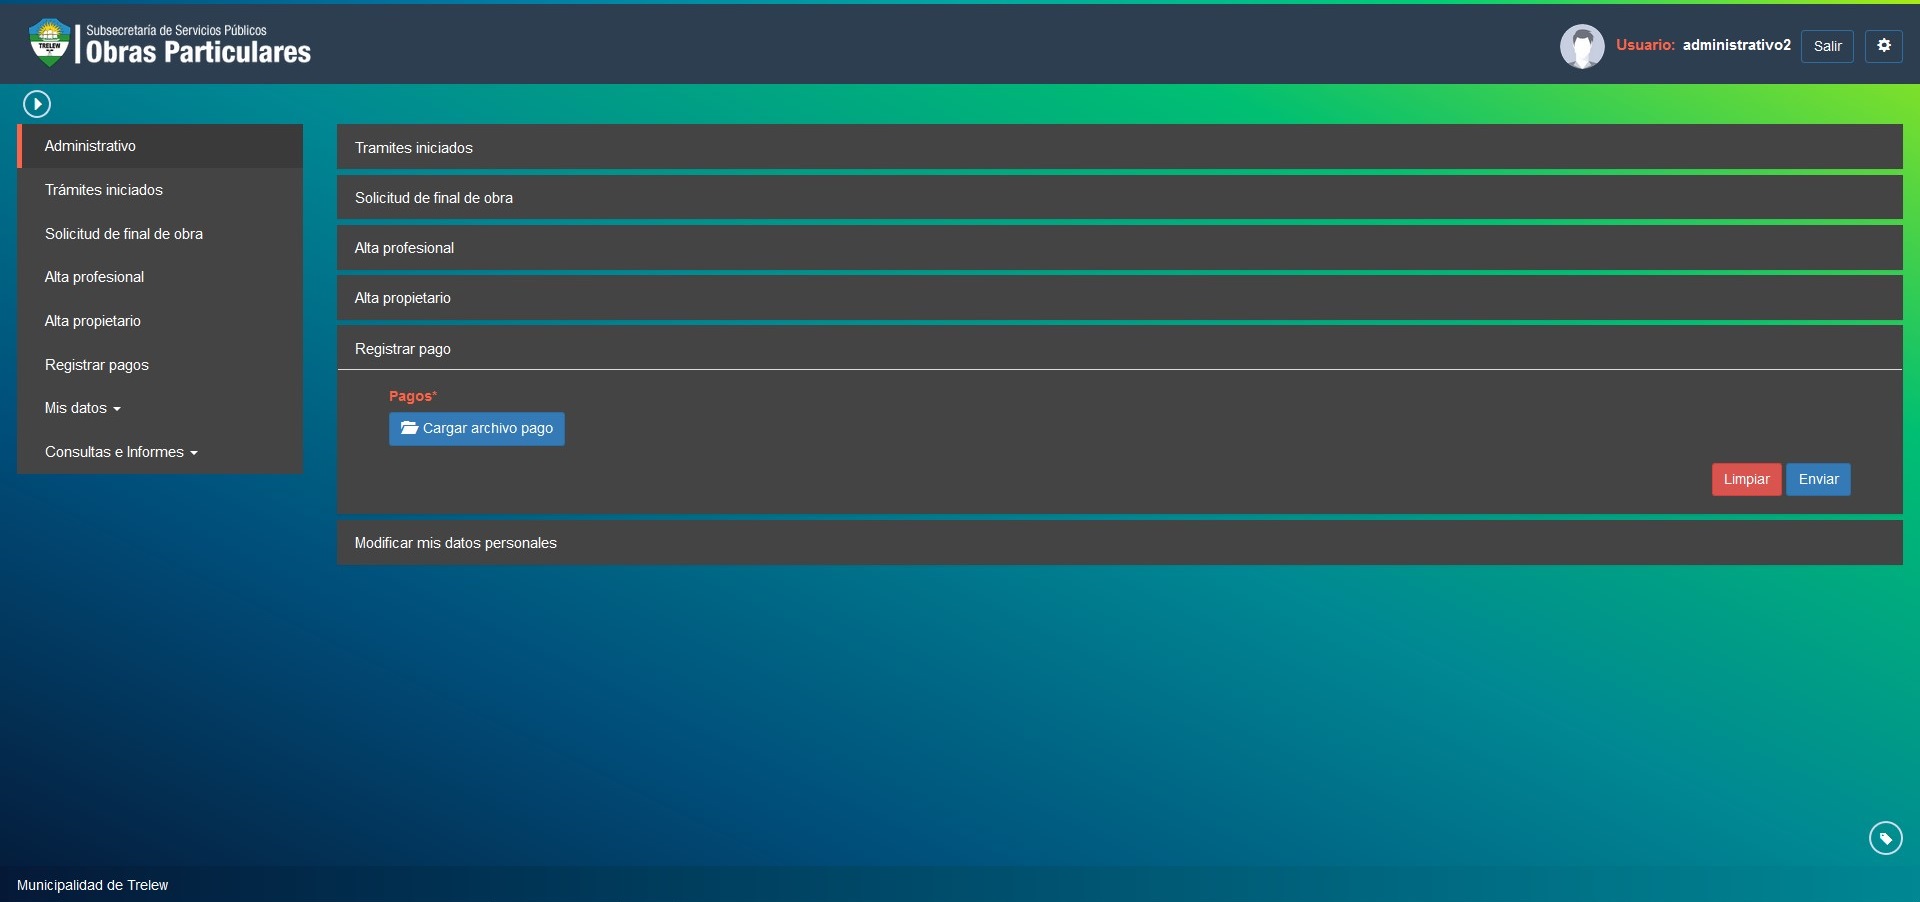 Subsecretaría de Servicios Públicos
Obras Particulares
TRELEW
Usuario: administrativo2
Salir
Administrativo
Trámites iniciados
Solicitud de final de obra
Alta profesional
Alta propietario
Registrar pagos
Mis datos
Consultas e Informes
Tramites iniciados
Solicitud de final de obra
Alta profesional
Alta propietario
Registrar pago
Pagos*
Cargar archivo pago
Limpiar
Enviar
Modificar mis datos personales
Municipalidad de Trelew